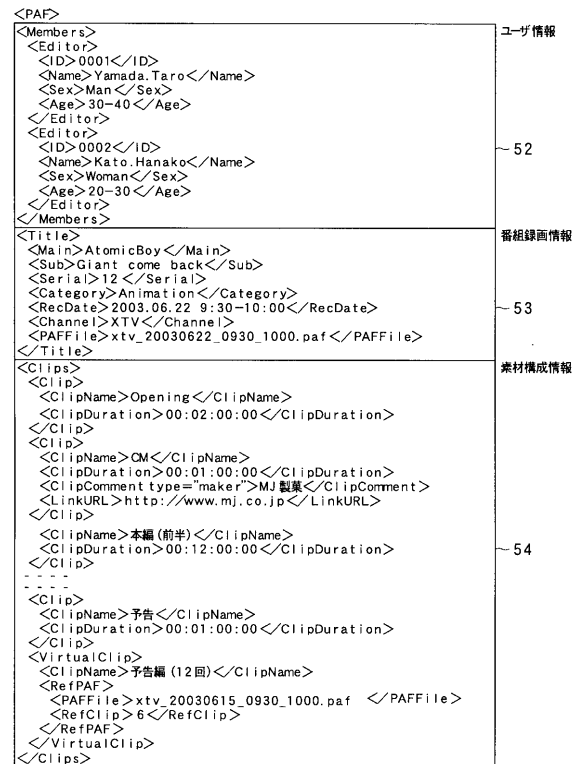 <PAF>
<Members> ユーザ情報
<Editor>
<ID>0001</ID>
<Name>Yamada.Taro</Name>
<Sex>Man</Sex>
<Age>30-40</Age>
</Editor>
<Editor>
<ID>0002</ID>
<Name>Kato.Hanako</Name>
<Sex>Woman</Sex>
<Age>20-30</Age>
</Editor>
</Members>
52
<Title> 番組録画情報
<Main>AtomicBoy</Main>
<Sub>Giant come back</Sub>
<Serial>12</Serial>
<Category>Animation</Category>
<RecDate>2003.06.22 9:30-10:00</RecDate>
<Channel>XTV</Channel>
<PAFFile>xtv_20030622_0930_1000.paf</PAFFile>
</Title>
53
<Clips> 素材構成情報
<Clip>
<ClipName>Opening</ClipName>
<ClipDuration>00:02:00:00</ClipDuration>
</Clip>
<Clip>
<ClipName>CM</ClipName>
<ClipDuration>00:01:00:00</ClipDuration>
<ClipComment type="maker">MJ製菓</ClipComment>
<LinkURL>http://www.mj.co.jp</LinkURL>
</Clip>
<ClipName>本編(前半)</ClipName>
<ClipDuration>00:12:00:00</ClipDuration>
</Clip>
- - - -
- - - -
<Clip>
<ClipName>予告</ClipName>
<ClipDuration>00:01:00:00</ClipDuration>
</Clip>
<VirtualClip>
<ClipName>予告編(12回)</ClipName>
<RefPAF>
<PAFFile>xtv_20030615_0930_1000.paf </PAFFile>
<RefClip>6</RefClip>
</RefPAF>
</VirtualClip>
</Clips>
54